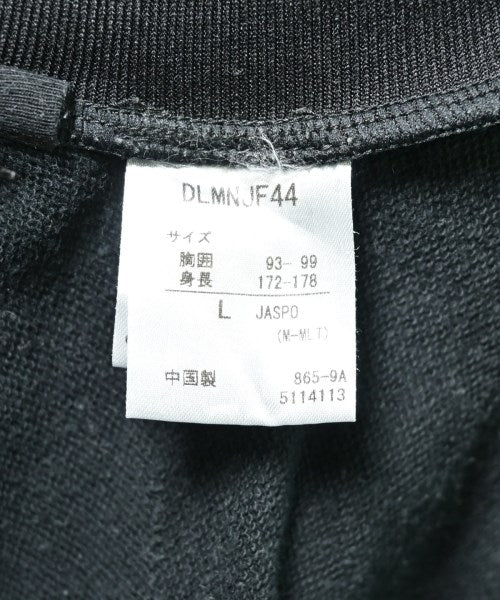 DLMNJF44
サイズ
胸囲 93-99
身長 172-178
L JASPO
(M-MLT)
中国製 865-9A
5114113